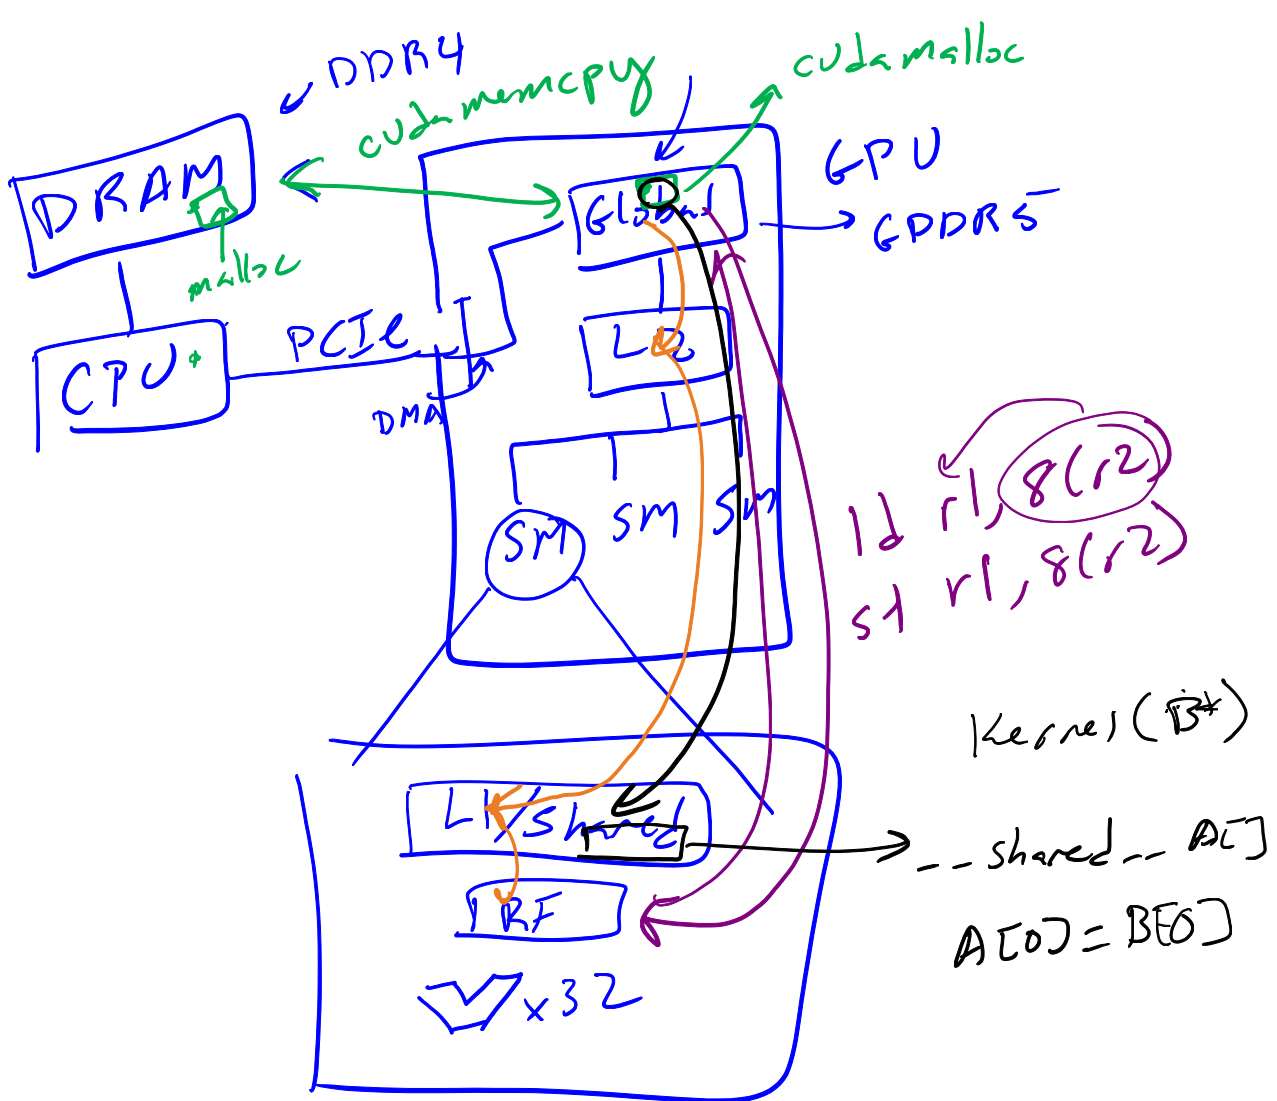 DDR4
cudamemcpy
cudamalloc
DRAM
malloc
GPU
Global
GDDR5
CPU
PCIe
DMA
L2
SM
SM
SM
ld r1, 8(r2)
st r1, 8(r2)
Kernel(B*)
L1/Shared
__shared__ A[]
RF
A[0] = B[0]
x32